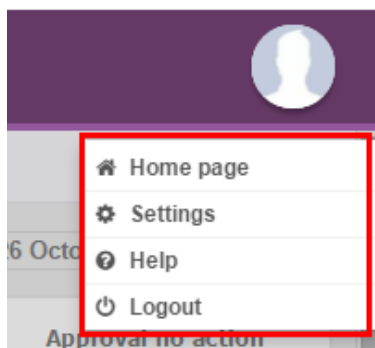 Home page
Settings
26 Octo
Help
Logout
Approval no action